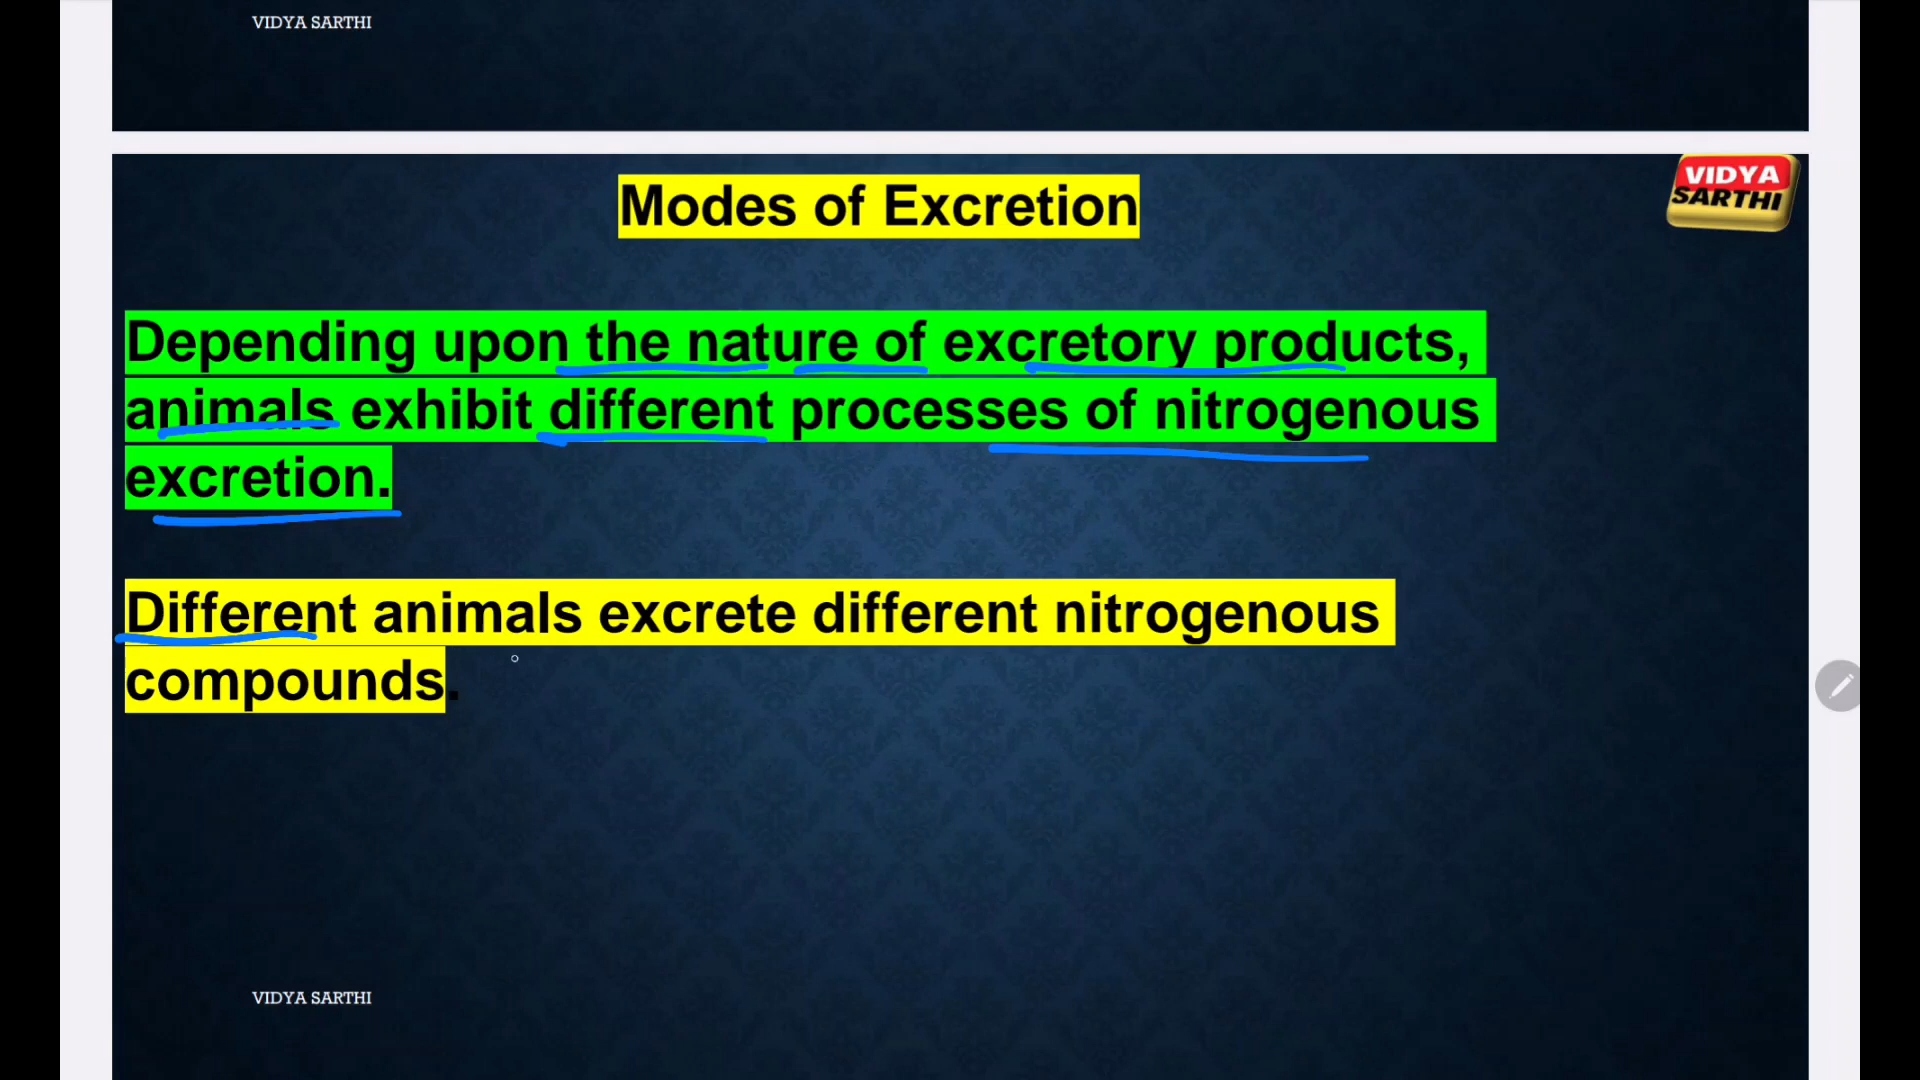 VIDYA SARTHI
Modes of Excretion
VIDYA
SARTHI
Depending upon the nature of excretory products,
animals exhibit different processes of nitrogenous
excretion.
Different animals excrete different nitrogenous
compounds.
VIDYA SARTHI